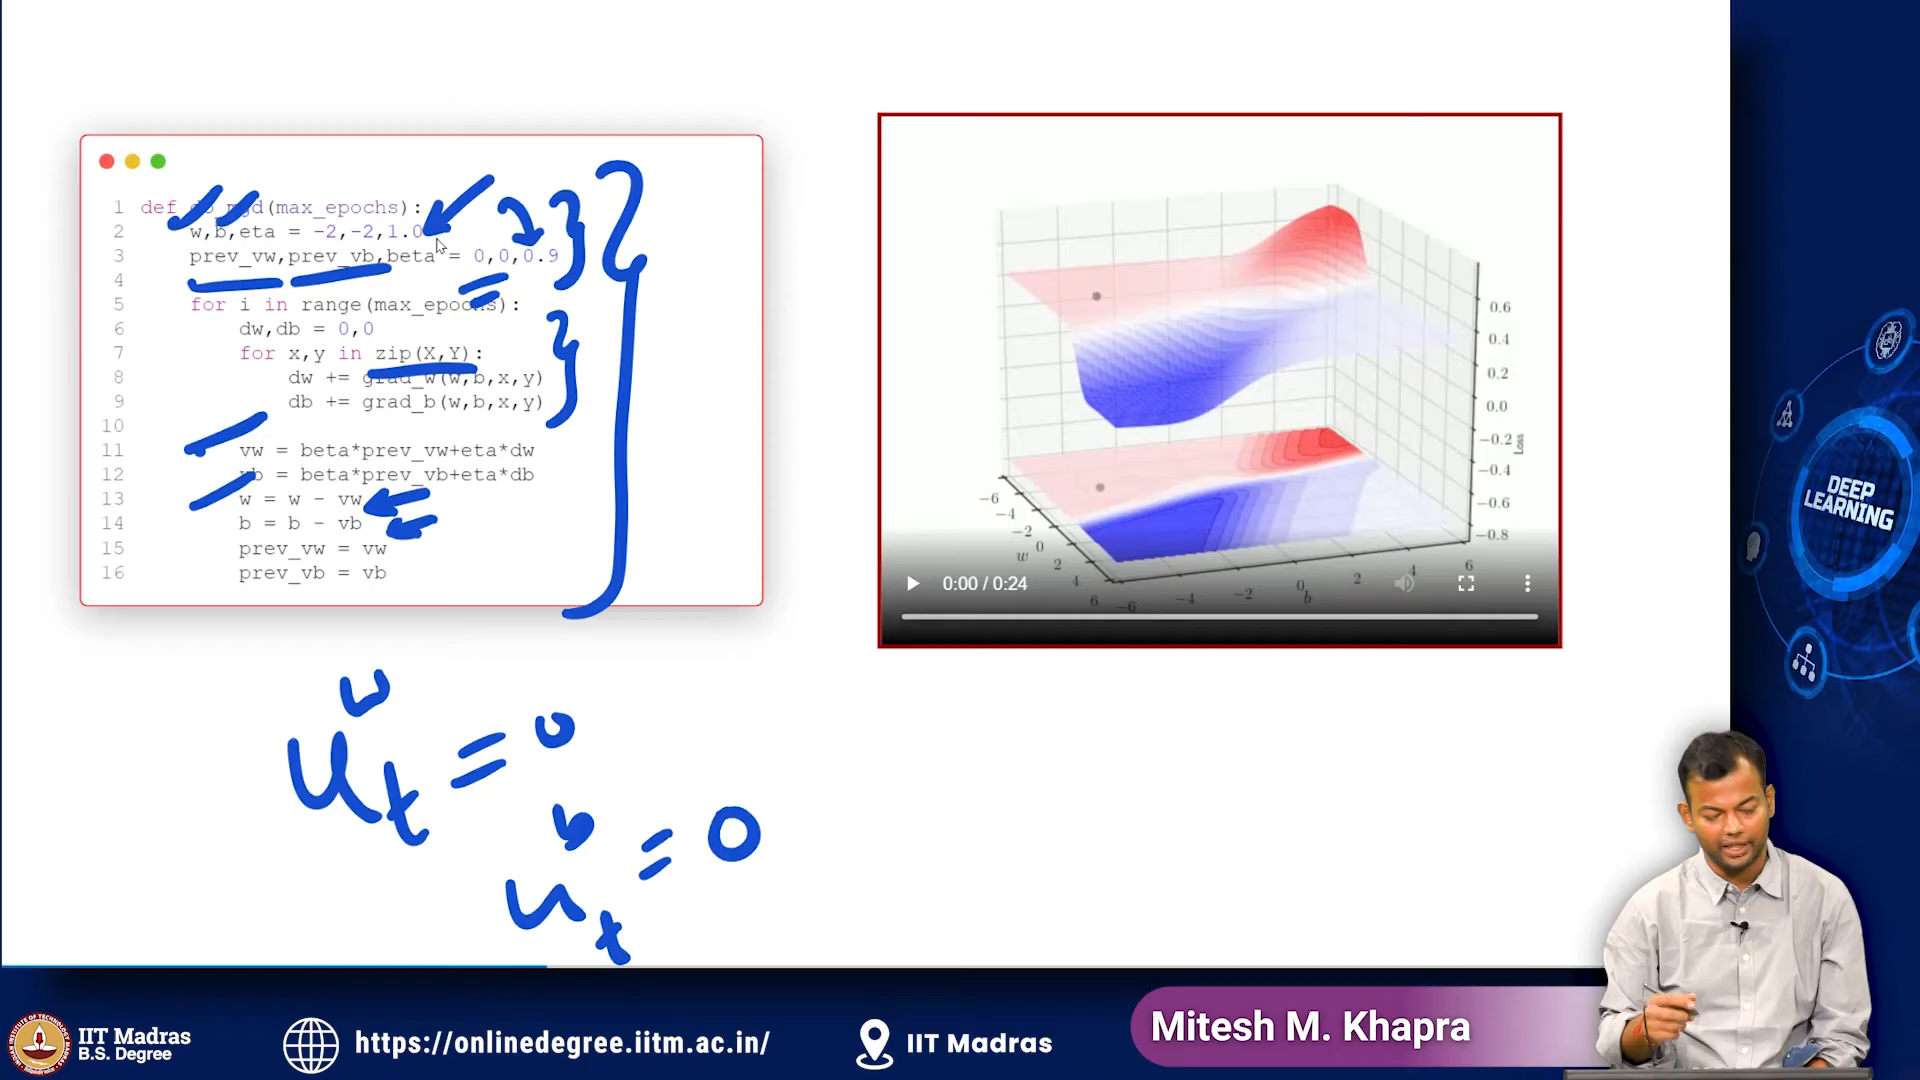 1 def do_mgd(max_epochs):
2 w,b,eta = -2,-2,1.0
3 prev_vw,prev_vb,beta = 0,0,0.9
4
5 for i in range(max_epochs):
6 dw,db = 0,0
7 for x,y in zip(X,Y):
8 dw += grad_w(w,b,x,y)
9 db += grad_b(w,b,x,y)
10
11 vw = beta*prev_vw+eta*dw
12 vb = beta*prev_vb+eta*db
13 w = w - vw
14 b = b - vb
15 prev_vw = vw
16 prev_vb = vb
0.6
0.4
0.2
0.0
−0.2
−0.4
−0.6
−0.8
Loss
−6
−4
−2
0
2
4
6
w
−6
−4
−2
0
2
4
6
b
0:00 / 0:24
u t = 0
b
u t = 0
DEEP
LEARNING
IIT Madras
B.S. Degree
https://onlinedegree.iitm.ac.in/
IIT Madras
Mitesh M. Khapra